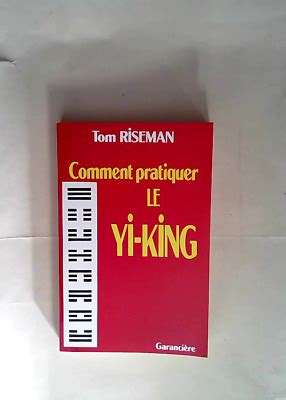 Tom RISEMAN
Comment pratiquer
LE
Yi-KING
Garancière